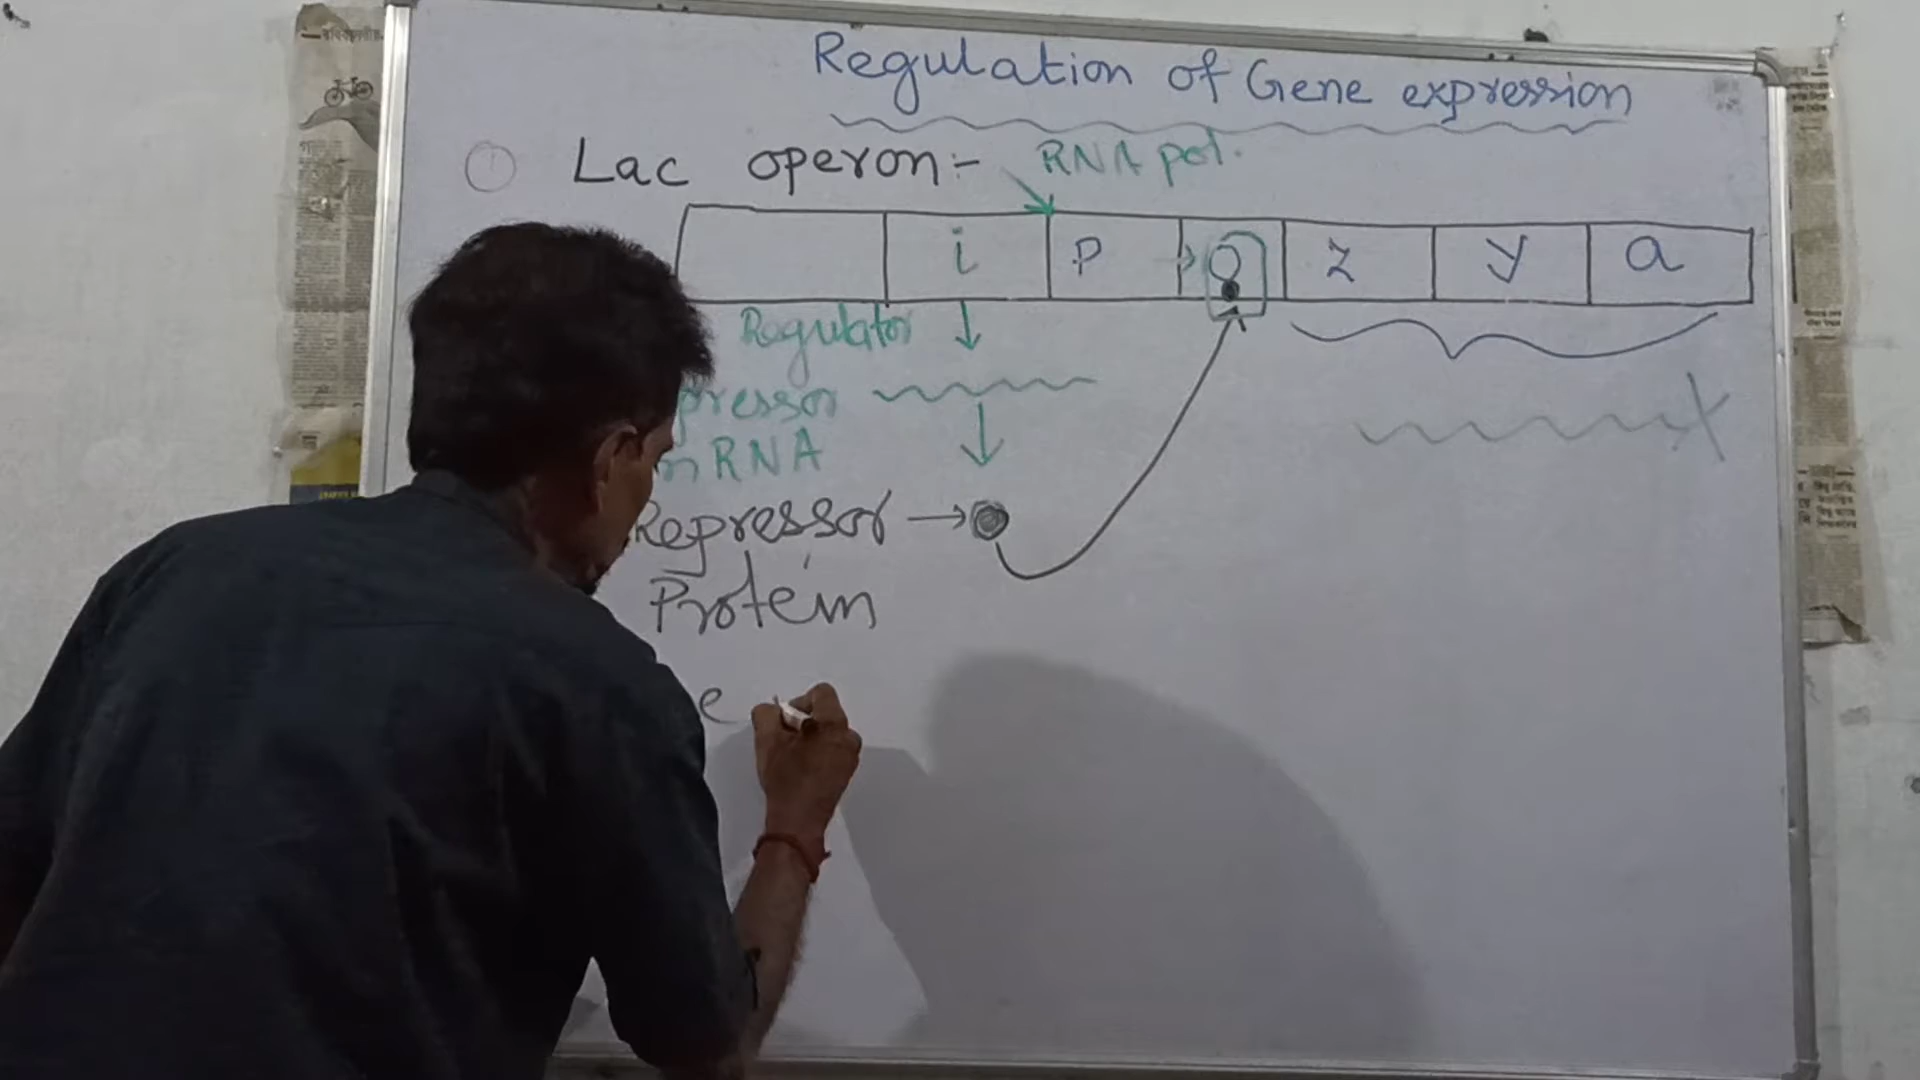 Regulation of Gene expression
① Lac operon:- RNA pol.
i P O z y a
Regulator
pressor
mRNA
Repressor →
Protein
e